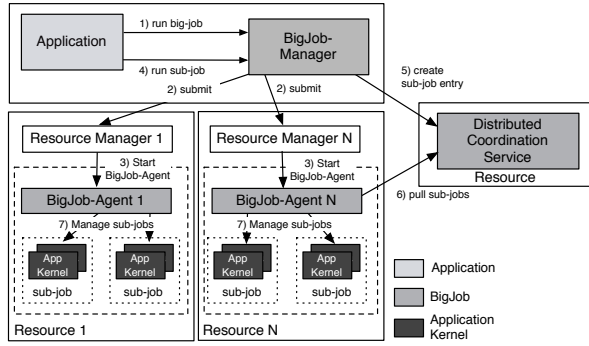 Application
1) run big-job
4) run sub-job
BigJob-
Manager
2) submit
2) submit
5) create
sub-job entry
Resource Manager 1
3) Start
BigJob-Agent
BigJob-Agent 1
7) Manage sub-jobs
App
Kernel
sub-job
App
Kernel
sub-job
Resource 1
Resource Manager N
3) Start
BigJob-Agent
BigJob-Agent N
7) Manage sub-jobs
App
Kernel
sub-job
App
Kernel
sub-job
Resource N
Distributed
Coordination
Service
Resource
6) pull sub-jobs
Application
BigJob
Application
Kernel